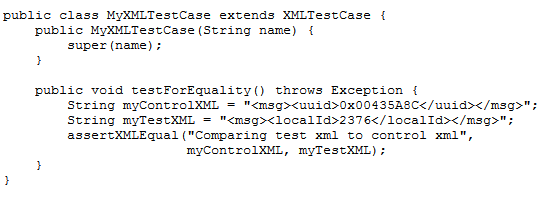 public class MyXMLTestCase extends XMLTestCase {
    public MyXMLTestCase(String name) {
        super(name);
    }

    public void testForEquality() throws Exception {
        String myControlXML = "<msg><uuid>0x00435A8C</uuid></msg>";
        String myTestXML = "<msg><localId>2376</localId></msg>";
        assertXMLEqual("Comparing test xml to control xml",
                       myControlXML, myTestXML);
    }
}